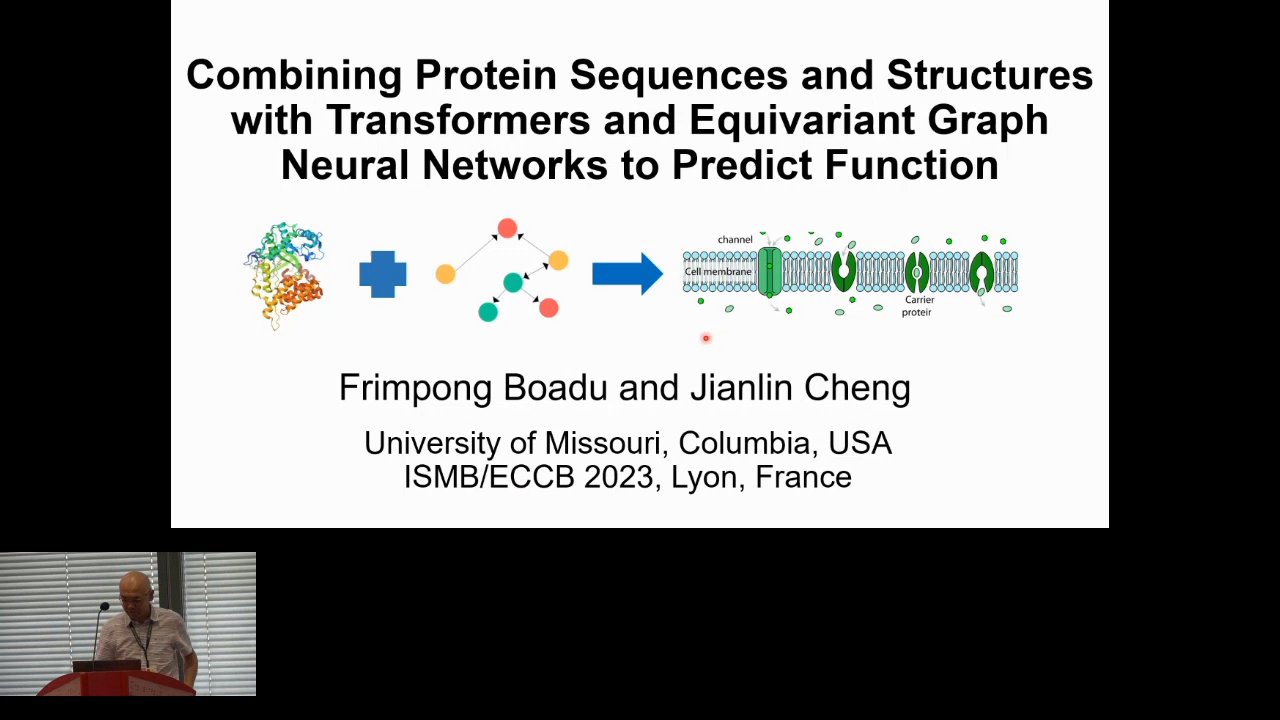 Combining Protein Sequences and Structures
with Transformers and Equivariant Graph
Neural Networks to Predict Function
channel
Cell membrane
Carrier
protein
Frimpong Boadu and Jianlin Cheng
University of Missouri, Columbia, USA
ISMB/ECCB 2023, Lyon, France